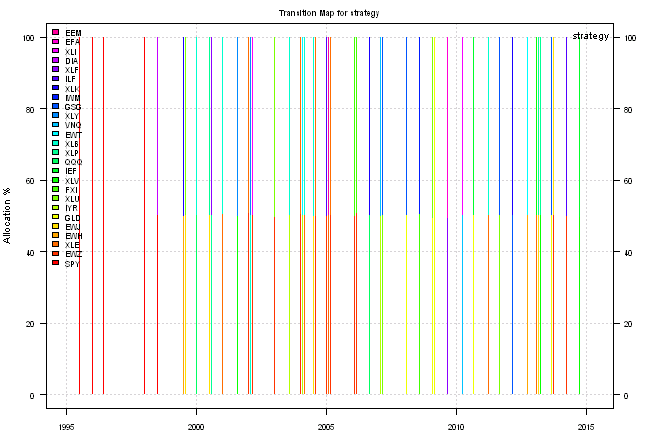 Transition Map for strategy
strategy
Allocation %
100
80
60
40
20
0
100
80
60
40
20
0
EEM
EFA
XLI
DIA
XLF
ILF
XLK
IWM
GSG
XLY
VNQ
EWT
XLB
XLP
QQQ
IEF
XLV
FXI
XLU
IYR
GLD
EWJ
EWH
XLE
EWZ
SPY
1995
2000
2005
2010
2015